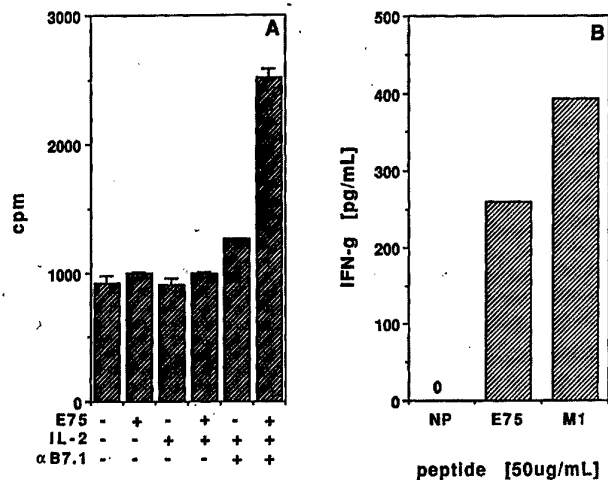 A
3000
2000
1000
0
cpm
E75 - + - + - +
IL-2 - - + + + +
αB7.1 - - - - + +
B
500
400
300
200
100
0
IFN-g [pg/mL]
0
NP E75 M1
peptide [50ug/mL]